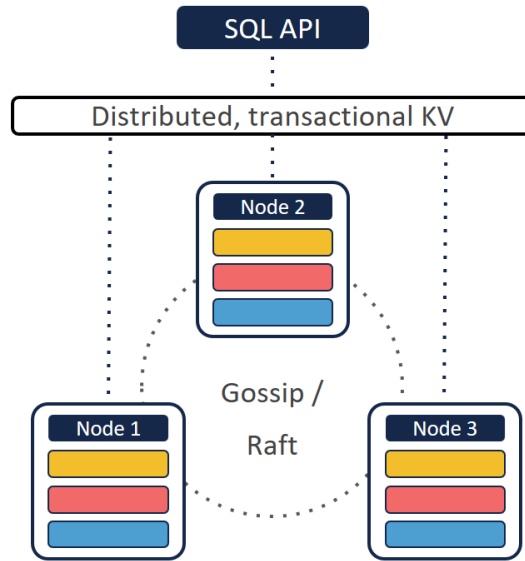 SQL API
Distributed, transactional KV
Node 2
Gossip /
Raft
Node 1
Node 3